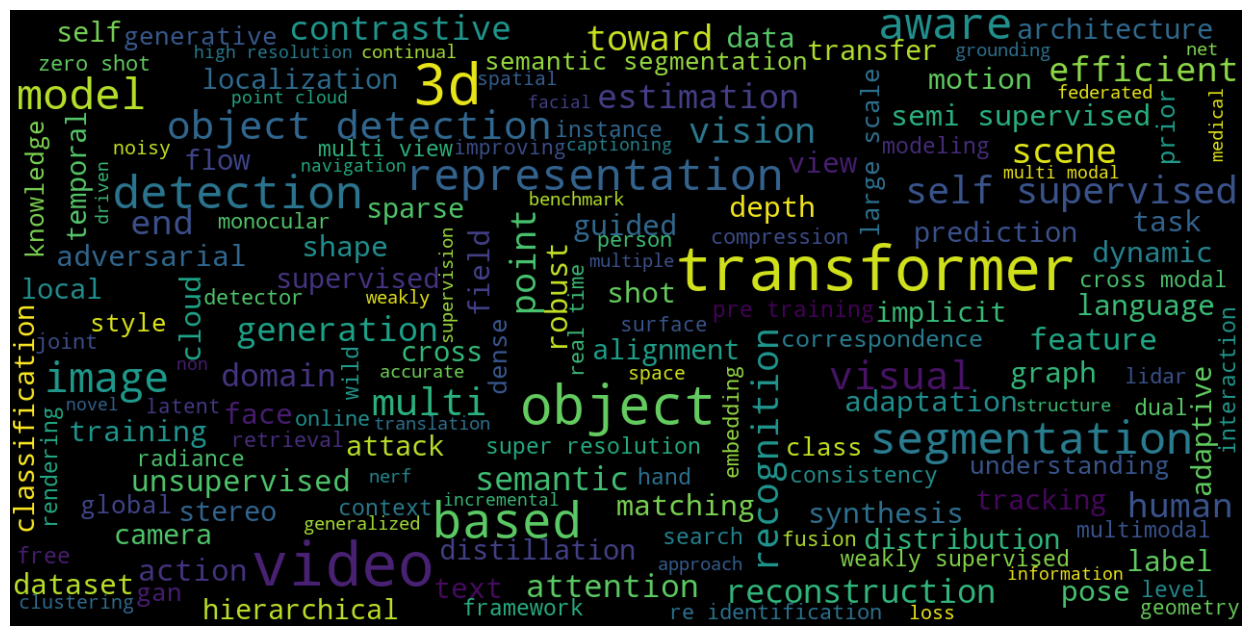 self
generative
contrastive
toward
data
aware
architecture
high resolution
continual
transfer
grounding
net
zero shot
localization
semantic segmentation
motion
efficient
model
point cloud
3d
spatial
facial
estimation
large scale
federated
medical
knowledge
temporal
driven
noisy
object detection
instance
vision
semi supervised
prior
flow
multi view
improving
captioning
view
modeling
scene
navigation
multi modal
detection
representation
benchmark
self supervised
end
monocular
sparse
guided
depth
task
adversarial
shape
supervision
field
point
robust
person
compression
prediction
dynamic
multiple
transformer
local
supervised
detector
weakly
shot
cross modal
style
cloud
generation
dense
real time
surface
pre training
implicit
language
classification
joint
non
wild
cross
accurate
alignment
recognition
correspondence
feature
interaction
image
domain
space
visual
graph
lidar
novel
latent
face
online
multi
translation
object
embedding
adaptation
structure
dual
adaptive
rendering
training
retrieval
attack
super resolution
class
segmentation
radiance
unsupervised
nerf
semantic
hand
consistency
understanding
global
stereo
context
incremental
matching
tracking
human
camera
generalized
based
search
synthesis
multimodal
free
action
video
distillation
approach
fusion
distribution
weakly supervised
label
dataset
gan
text
attention
reconstruction
information
pose
level
clustering
hierarchical
framework
re identification
loss
geometry